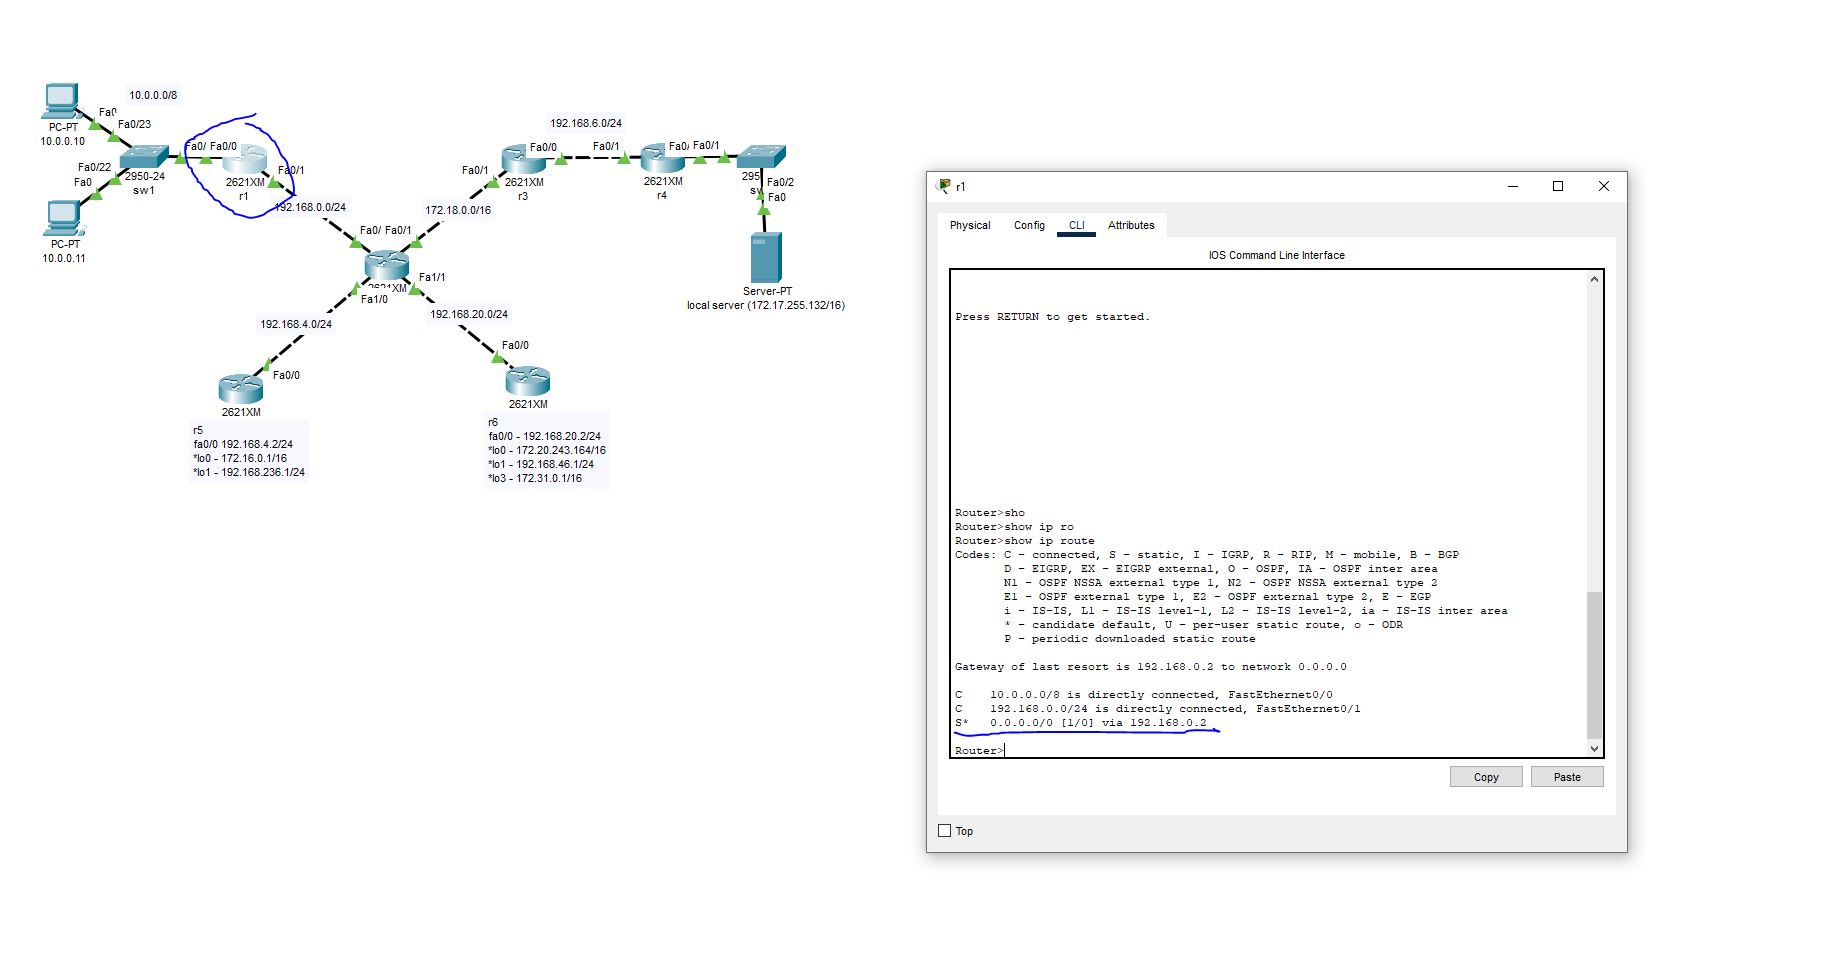 10.0.0.0/8
Fa0
PC-PT
10.0.0.10
Fa0/23
Fa0/22
Fa0
PC-PT
10.0.0.11
2950-24
sw1
Fa0/ Fa0/0
2621XM
r1
Fa0/1
192.168.0.0/24
Fa0/ Fa0/1
2621XM
Fa1/0
Fa1/1
172.18.0.0/16
Fa0/1
2621XM
r3
Fa0/0
192.168.6.0/24
Fa0/1
Fa0/ Fa0/1
2621XM
r4
295
Fa0/2
Fa0
Server-PT
local server (172.17.255.132/16)
192.168.4.0/24
Fa0/0
2621XM
r5
fa0/0 192.168.4.2/24
*lo0 - 172.16.0.1/16
*lo1 - 192.168.236.1/24
192.168.20.0/24
Fa0/0
2621XM
r6
fa0/0 - 192.168.20.2/24
*lo0 - 172.20.243.164/16
*lo1 - 192.168.46.1/24
*lo3 - 172.31.0.1/16
r1
Physical Config CLI Attributes
IOS Command Line Interface
Press RETURN to get started.
Router>sho
Router>show ip ro
Router>show ip route
Codes: C - connected, S - static, I - IGRP, R - RIP, M - mobile, B - BGP
D - EIGRP, EX - EIGRP external, O - OSPF, IA - OSPF inter area
N1 - OSPF NSSA external type 1, N2 - OSPF NSSA external type 2
E1 - OSPF external type 1, E2 - OSPF external type 2, E - EGP
i - IS-IS, L1 - IS-IS level-1, L2 - IS-IS level-2, ia - IS-IS inter area
* - candidate default, U - per-user static route, o - ODR
P - periodic downloaded static route
Gateway of last resort is 192.168.0.2 to network 0.0.0.0
C 10.0.0.0/8 is directly connected, FastEthernet0/0
C 192.168.0.0/24 is directly connected, FastEthernet0/1
S* 0.0.0.0/0 [1/0] via 192.168.0.2
Router>
Copy Paste
Top